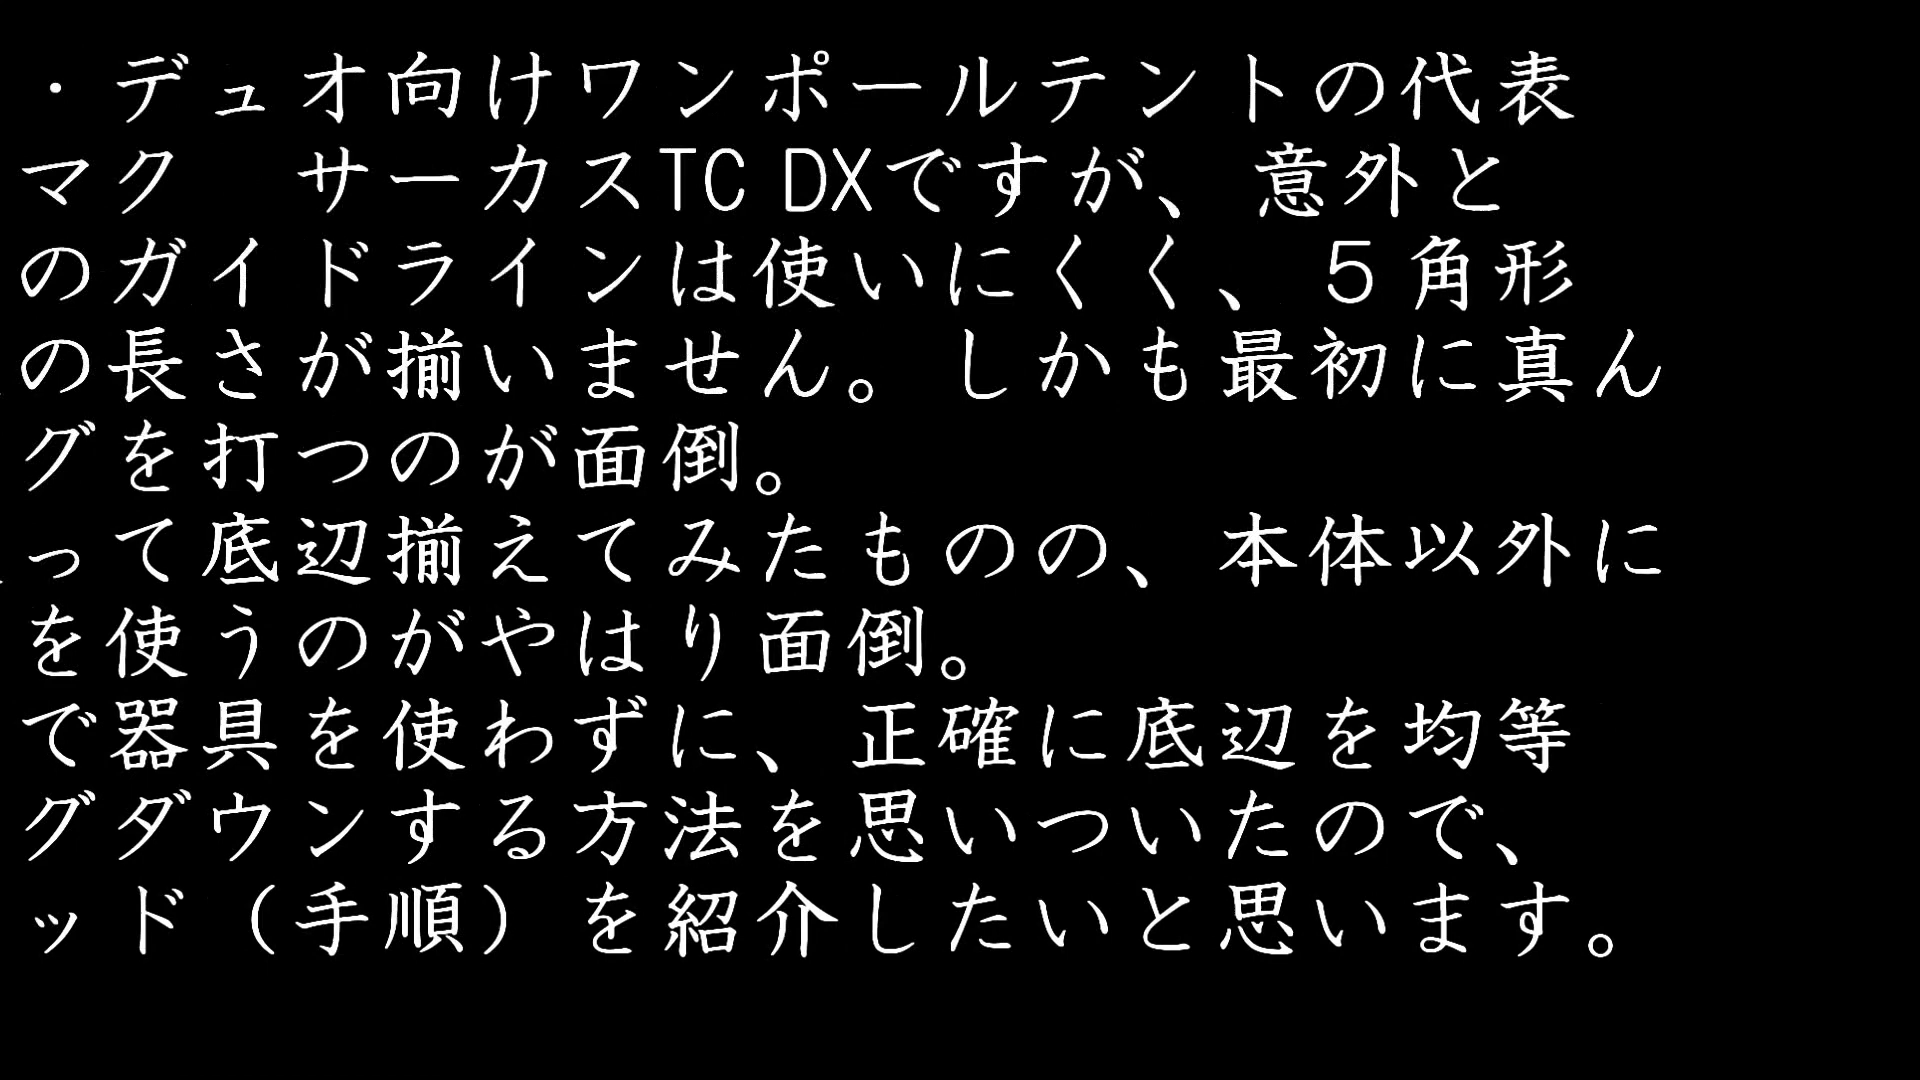 ・デュオ向けワンポールテントの代表
マク　サーカスTC DXですが、意外と
のガイドラインは使いにくく、５角形
の長さが揃いません。しかも最初に真ん
グを打つのが面倒。
って底辺揃えてみたものの、本体以外に
を使うのがやはり面倒。
で器具を使わずに、正確に底辺を均等
グダウンする方法を思いついたので、
ッド（手順）を紹介したいと思います。